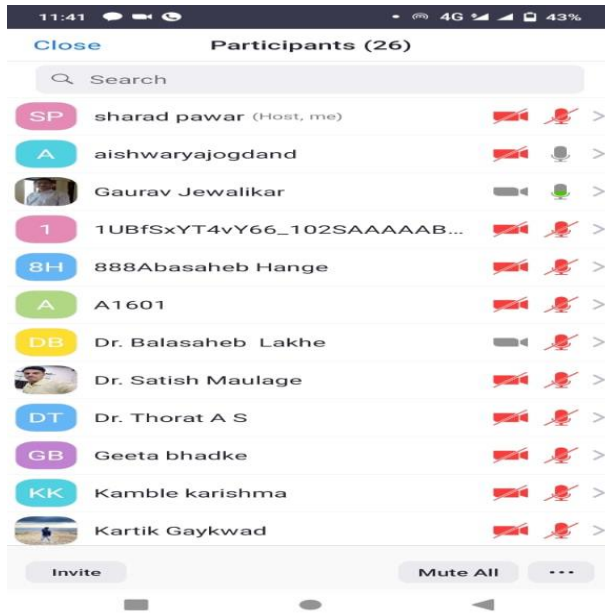 11:41 4G 43%
Close Participants (26)
Search
SP sharad pawar (Host, me)
A aishwaryajogdand
Gaurav Jewalikar
1 1UBfSxYT4vY66_102SAAAAAB...
8H 888Abasaheb Hange
A A1601
DB Dr. Balasaheb Lakhe
Dr. Satish Maulage
DT Dr. Thorat A S
GB Geeta bhadke
KK Kamble karishma
Kartik Gaykwad
Invite Mute All ...